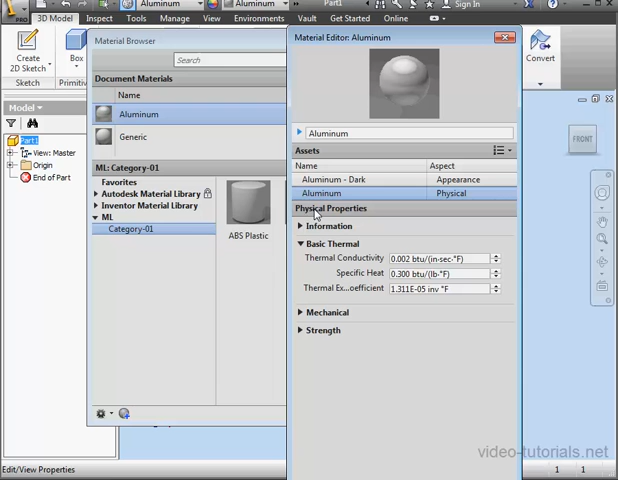 Aluminum
Aluminum
Part1
Sign In
PRO
3D Model
Inspect
Tools
Manage
View
Environments
Vault
Get Started
Online
Create
2D Sketch
Box
Convert
Sketch
Primitiv
Model
Part1
View: Master
Origin
End of Part
Material Browser
Search
Document Materials
Name
Aluminum
Generic
ML: Category-01
Favorites
Autodesk Material Library
Inventor Material Library
ML
Category-01
ABS Plastic
Material Editor: Aluminum
Aluminum
Assets
Name Aspect
Aluminum - Dark Appearance
Aluminum Physical
Physical Properties
Information
Basic Thermal
Thermal Conductivity 0.002 btu/(in·sec·°F)
Specific Heat 0.300 btu/(lb·°F)
Thermal Ex...oefficient 1.311E-05 inv °F
Mechanical
Strength
FRONT
video-tutorials.net
Edit/View Properties
1 1